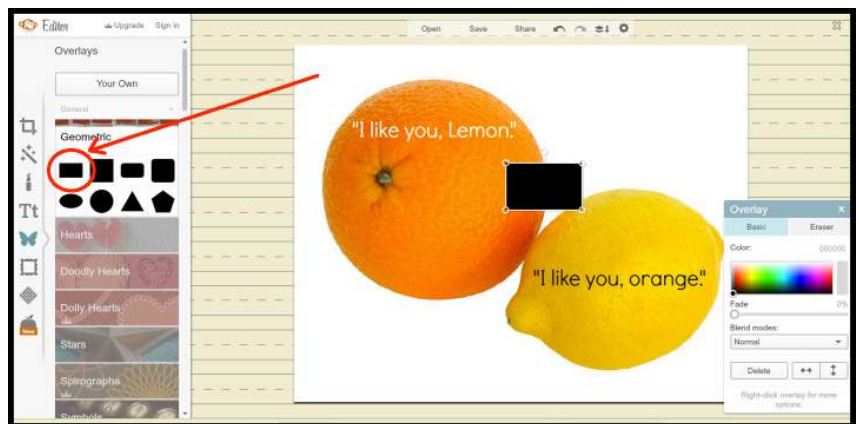 Editor
Upgrade
Sign in
Open
Save
Share
Overlays
Your Own
General
Geometric
Tt
Hearts
Doodly Hearts
Dolly Hearts
Stars
Spirographs
Symbols
New
"I like you, Lemon."
"I like you, orange."
Overlay
x
Basic
Eraser
Color:
000000
Fade
0%
Blend modes:
Normal
Delete
Right-click overlay for more
options.